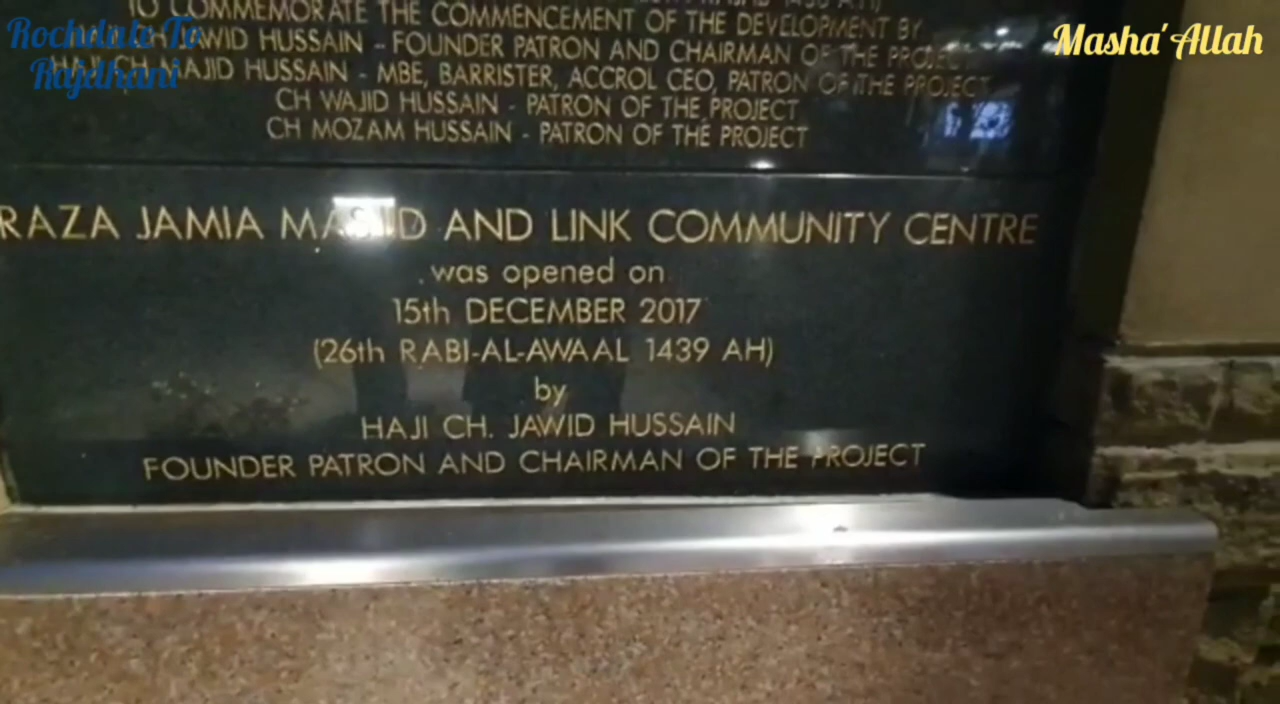 Rochdale To
Rajdhani
Masha'Allah
TO COMMEMORATE THE COMMENCEMENT OF THE DEVELOPMENT BY
JAWID HUSSAIN - FOUNDER PATRON AND CHAIRMAN OF THE PROJECT
HAJI CH MAJID HUSSAIN - MBE, BARRISTER, ACCROL CEO, PATRON OF THE PROJECT
CH WAJID HUSSAIN - PATRON OF THE PROJECT
CH MOZAM HUSSAIN - PATRON OF THE PROJECT
RAZA JAMIA MASJID AND LINK COMMUNITY CENTRE
was opened on
15th DECEMBER 2017
(26th RABI-AL-AWAAL 1439 AH)
by
HAJI CH. JAWID HUSSAIN
FOUNDER PATRON AND CHAIRMAN OF THE PROJECT